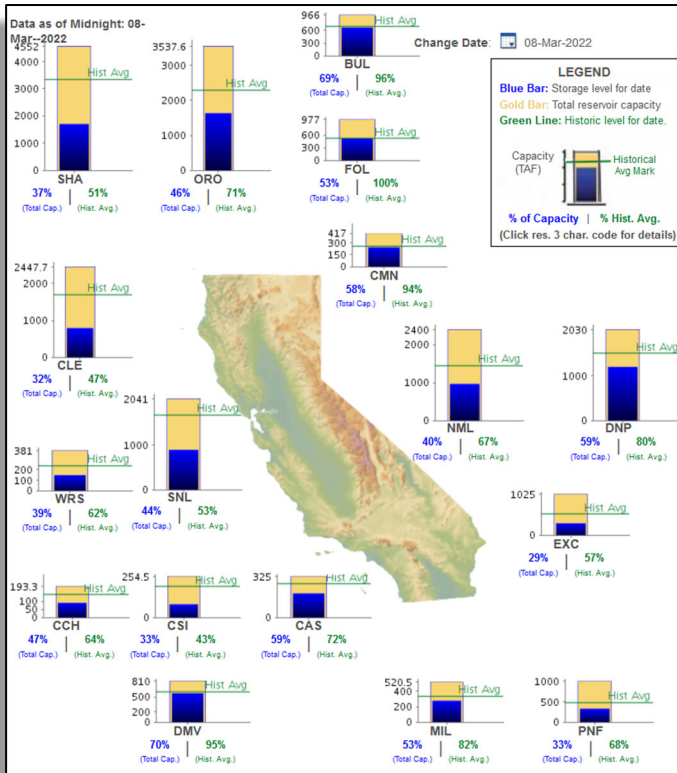 Data as of Midnight: 08-
Mar--2022
Change Date:
08-Mar-2022
LEGEND
Blue Bar: Storage level for date
Gold Bar: Total reservoir capacity
Green Line: Historic level for date.
Capacity
(TAF)
Historical
Avg Mark
% of Capacity | % Hist. Avg.
(Click res. 3 char. code for details)
4552
4000
3000
2000
1000
0
Hist Avg
SHA
37% | 51%
(Total Cap.) (Hist. Avg.)
3537.6
3000
2000
1000
0
Hist Avg
ORO
46% | 71%
(Total Cap.) (Hist. Avg.)
966
600
300
0
Hist Avg
BUL
69% | 96%
(Total Cap.) (Hist. Avg.)
977
600
300
0
Hist Avg
FOL
53% | 100%
(Total Cap.) (Hist. Avg.)
417
300
150
0
Hist Avg
CMN
58% | 94%
(Total Cap.) (Hist. Avg.)
2447.7
2000
1000
0
Hist Avg
CLE
32% | 47%
(Total Cap.) (Hist. Avg.)
2400
2000
1000
0
Hist Avg
NML
40% | 67%
(Total Cap.) (Hist. Avg.)
2030
1000
0
Hist Avg
DNP
59% | 80%
(Total Cap.) (Hist. Avg.)
381
200
100
0
Hist Avg
WRS
39% | 62%
(Total Cap.) (Hist. Avg.)
2041
1000
0
Hist Avg
SNL
44% | 53%
(Total Cap.) (Hist. Avg.)
1025
500
0
Hist Avg
EXC
29% | 57%
(Total Cap.) (Hist. Avg.)
193.3
100
50
0
Hist Avg
CCH
47% | 64%
(Total Cap.) (Hist. Avg.)
254.5
100
0
Hist Avg
CSI
33% | 43%
(Total Cap.) (Hist. Avg.)
325
200
100
0
Hist Avg
CAS
59% | 72%
(Total Cap.) (Hist. Avg.)
810
500
250
0
Hist Avg
DMV
70% | 95%
(Total Cap.) (Hist. Avg.)
520.5
400
200
0
Hist Avg
MIL
53% | 82%
(Total Cap.) (Hist. Avg.)
1000
500
0
Hist Avg
PNF
33% | 68%
(Total Cap.) (Hist. Avg.)